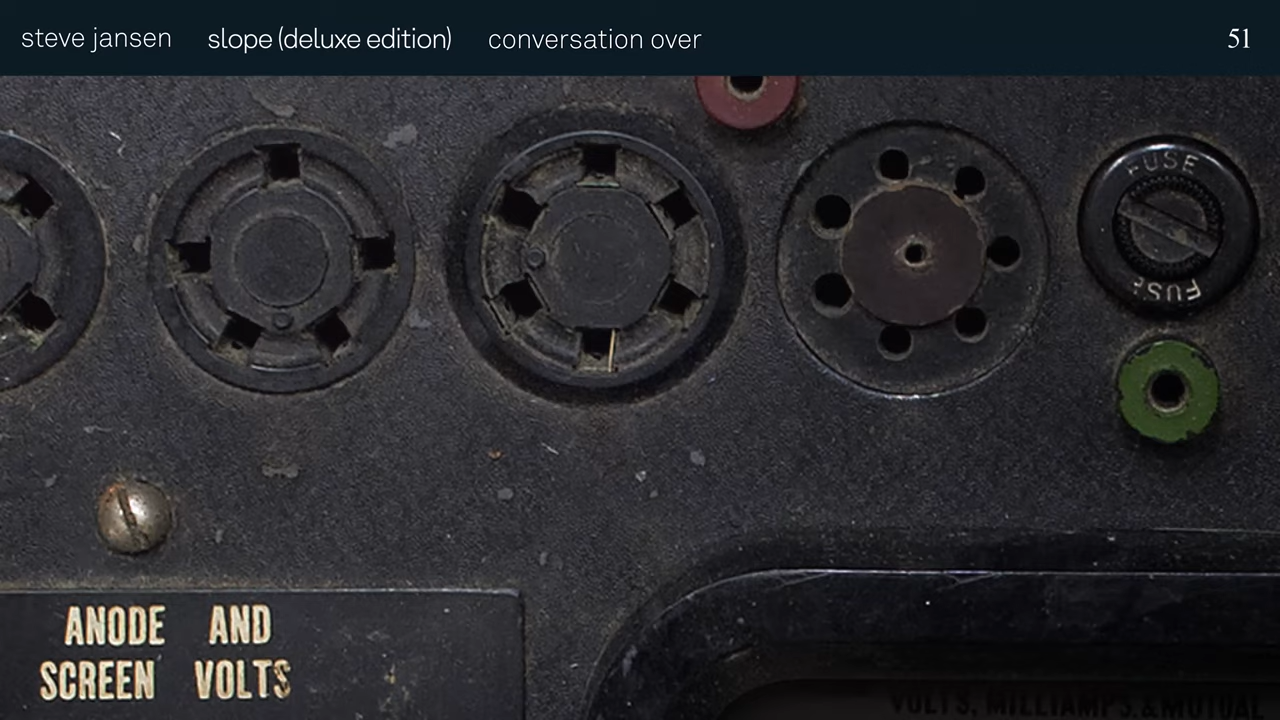 steve jansen slope (deluxe edition) conversation over 51
FUSE
FUSE
ANODE AND
SCREEN VOLTS
VOLTS, MILLIAMPS & MUTUAL